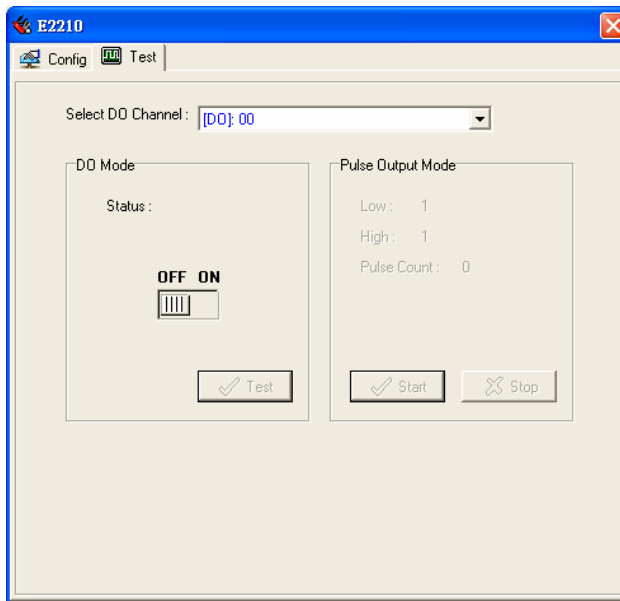 E2210
Config Test
Select DO Channel : [DO]: 00
DO Mode
Status :
OFF ON
Test
Pulse Output Mode
Low : 1
High : 1
Pulse Count : 0
Start Stop